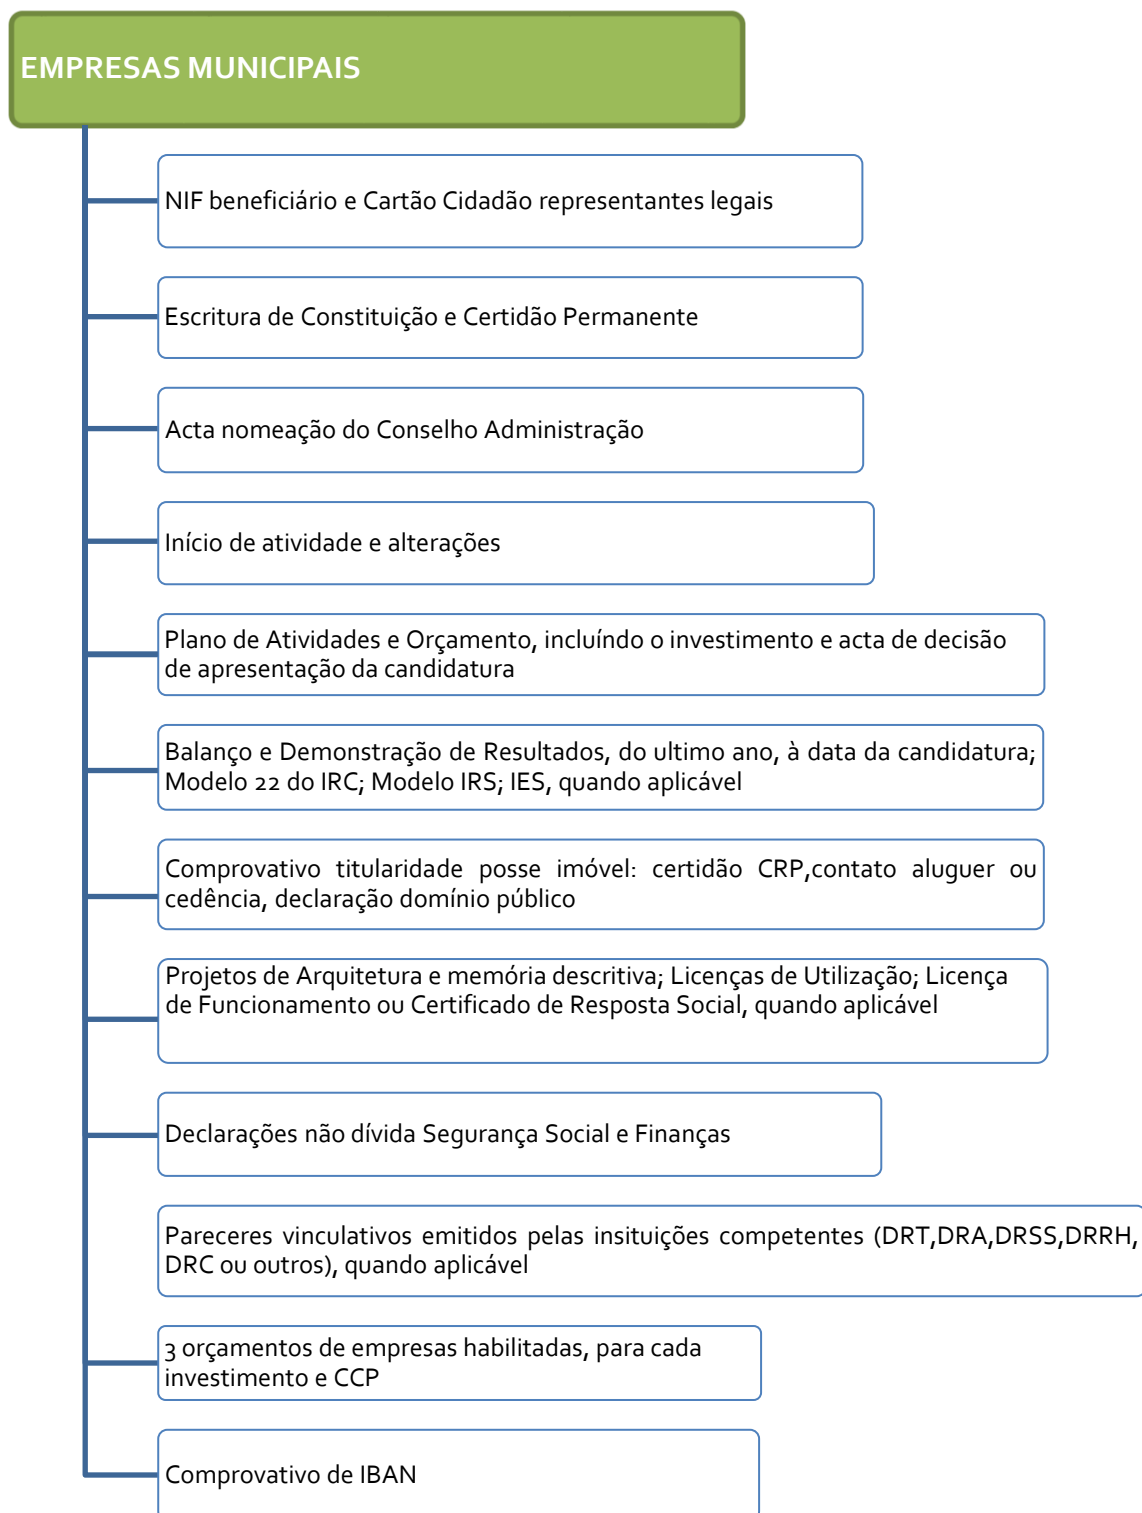 EMPRESAS MUNICIPAIS
NIF beneficiário e Cartão Cidadão representantes legais
Escritura de Constituição e Certidão Permanente
Acta nomeação do Conselho Administração
Início de atividade e alterações
Plano de Atividades e Orçamento, incluíndo o investimento e acta de decisão
de apresentação da candidatura
Balanço e Demonstração de Resultados, do ultimo ano, à data da candidatura;
Modelo 22 do IRC; Modelo IRS; IES, quando aplicável
Comprovativo titularidade posse imóvel: certidão CRP,contato aluguer ou
cedência, declaração domínio público
Projetos de Arquitetura e memória descritiva; Licenças de Utilização; Licença
de Funcionamento ou Certificado de Resposta Social, quando aplicável
Declarações não dívida Segurança Social e Finanças
Pareceres vinculativos emitidos pelas insituições competentes (DRT,DRA,DRSS,DRRH,
DRC ou outros), quando aplicável
3 orçamentos de empresas habilitadas, para cada
investimento e CCP
Comprovativo de IBAN